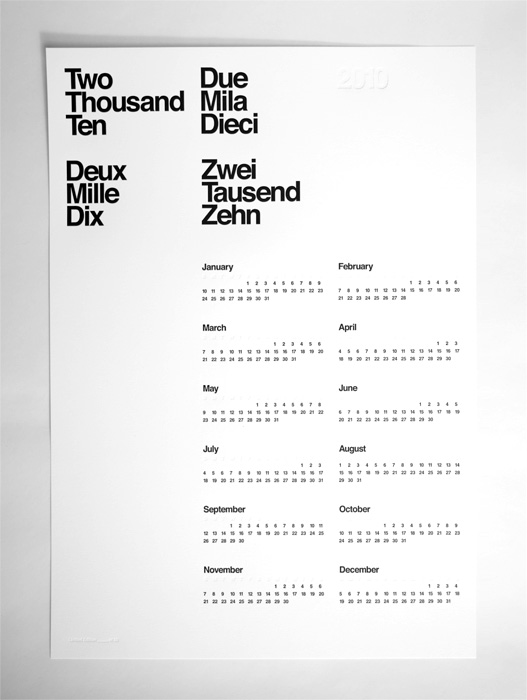 Two
Thousand
Ten
Due
Mila
Dieci
2010
Deux
Mille
Dix
Zwei
Tausend
Zehn
January
1 2 3 4 5 6 7 8 9
10 11 12 13 14 15 16 17 18 19 20 21 22 23
24 25 26 27 28 29 30 31
February
1 2 3 4 5 6
7 8 9 10 11 12 13 14 15 16 17 18 19 20
21 22 23 24 25 26 27 28
March
1 2 3 4 5 6
7 8 9 10 11 12 13 14 15 16 17 18 19 20
21 22 23 24 25 26 27 28 29 30 31
April
1 2 3
4 5 6 7 8 9 10 11 12 13 14 15 16 17
18 19 20 21 22 23 24 25 26 27 28 29 30
May
1 2 3 4 5 6 7 8
9 10 11 12 13 14 15 16 17 18 19 20 21 22
23 24 25 26 27 28 29 30 31
June
1 2 3 4 5
6 7 8 9 10 11 12 13 14 15 16 17 18 19
20 21 22 23 24 25 26 27 28 29 30
July
1 2 3
4 5 6 7 8 9 10 11 12 13 14 15 16 17
18 19 20 21 22 23 24 25 26 27 28 29 30 31
August
1 2 3 4 5 6 7 8 9 10 11 12 13 14
15 16 17 18 19 20 21 22 23 24 25 26 27 28
29 30 31
September
1 2 3 4 5 6 7 8 9 10 11
12 13 14 15 16 17 18 19 20 21 22 23 24 25
26 27 28 29 30
October
1 2 3 4 5 6 7 8 9
10 11 12 13 14 15 16 17 18 19 20 21 22 23
24 25 26 27 28 29 30 31
November
1 2 3 4 5 6
7 8 9 10 11 12 13 14 15 16 17 18 19 20
21 22 23 24 25 26 27 28 29 30
December
1 2 3 4
5 6 7 8 9 10 11 12 13 14 15 16 17 18
19 20 21 22 23 24 25 26 27 28 29 30 31